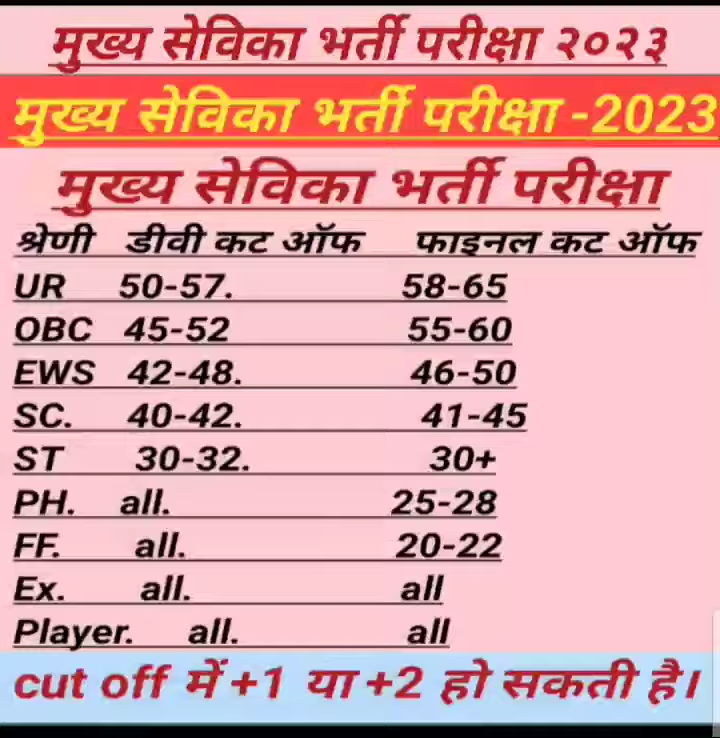 मुख्य सेविका भर्ती परीक्षा २०२३
मुख्य सेविका भर्ती परीक्षा -2023
मुख्य सेविका भर्ती परीक्षा
श्रेणी डीवी कट ऑफ फाइनल कट ऑफ
UR 50-57. 58-65
OBC 45-52 55-60
EWS 42-48. 46-50
SC. 40-42. 41-45
ST 30-32. 30+
PH. all. 25-28
FF. all. 20-22
Ex. all. all
Player. all. all
cut off में +1 या +2 हो सकती है।